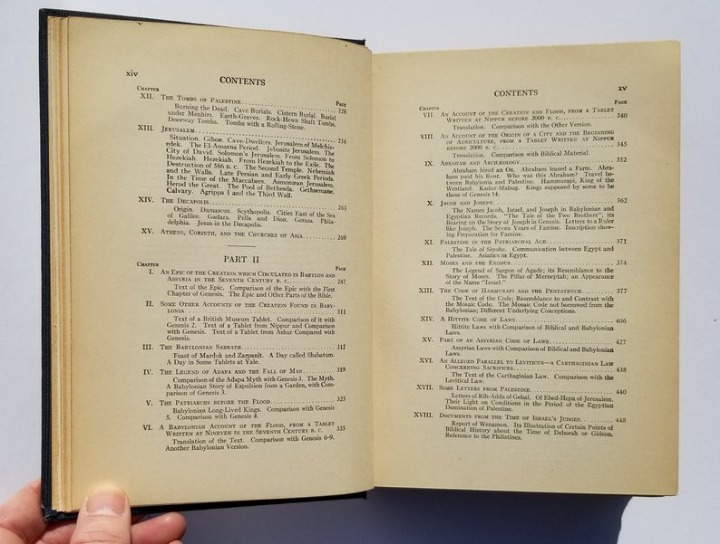 xiv
CONTENTS
CHAPTER PAGE
XII. THE TOMBS OF PALESTINE 226
Burning the Dead. Cave Burials. Cistern Burial. Burial
under Menhirs. Earth-Graves. Rock-Hewn Shaft Tombs.
Doorway Tombs. Tombs with a Rolling-Stone.
XIII. JERUSALEM 234
Situation. Gihon. Cave-Dwellers. Jerusalem of Melchiz-
edek. The El-Amarna Period. Jebusite Jerusalem. The
City of David. Solomon's Jerusalem. From Solomon to
Hezekiah. Hezekiah. From Hezekiah to the Exile. The
Destruction of 586 B. C. The Second Temple. Nehemiah
and the Walls. Late Persian and Early Greek Periods.
In the Time of the Maccabees. Asmonæan Jerusalem.
Herod the Great. The Pool of Bethesda. Gethsemane.
Calvary. Agrippa I and the Third Wall.
XIV. THE DECAPOLIS 263
Origin. Damascus. Scythopolis. Cities East of the Sea
of Galilee. Gadara. Pella and Dion. Gerasa. Phila-
delphia. Jesus in the Decapolis.
XV. ATHENS, CORINTH, AND THE CHURCHES OF ASIA 269
PART II
CHAPTER PAGE
I. AN EPIC OF THE CREATION WHICH CIRCULATED IN BABYLON AND
ASSYRIA IN THE SEVENTH CENTURY B. C. 287
Text of the Epic. Comparison of the Epic with the First
Chapter of Genesis. The Epic and Other Parts of the Bible.
II. SOME OTHER ACCOUNTS OF THE CREATION FOUND IN BABY-
LONIA 311
Text of a British Museum Tablet. Comparison of it with
Genesis 2. Text of a Tablet from Nippur and Comparison
with Genesis. Text of a Tablet from Ashur Compared with
Genesis.
III. THE BABYLONIAN SABBATH 317
Feast of Marduk and Zarpanit. A Day called Shabatum.
A Day in Some Tablets at Yale.
IV. THE LEGEND OF ADAPA AND THE FALL OF MAN 319
Comparison of the Adapa Myth with Genesis 3. The Myth.
A Babylonian Story of Expulsion from a Garden, with Com-
parison of Genesis 3.
V. THE PATRIARCHS BEFORE THE FLOOD 325
Babylonian Long-Lived Kings. Comparison with Genesis
5. Comparison with Genesis 4.
VI. A BABYLONIAN ACCOUNT OF THE FLOOD, FROM A TABLET
WRITTEN AT NINEVEH IN THE SEVENTH CENTURY B. C. 335
Translation of the Text. Comparison with Genesis 6-9.
Another Babylonian Version.
CONTENTS
xv
CHAPTER PAGE
VII. AN ACCOUNT OF THE CREATION AND FLOOD, FROM A TABLET
WRITTEN AT NIPPUR BEFORE 2000 B. C. 340
Translation. Comparison with the Other Version.
VIII. AN ACCOUNT OF THE ORIGIN OF A CITY AND THE BEGINNING
OF AGRICULTURE, FROM A TABLET WRITTEN AT NIPPUR
BEFORE 2000 B. C. 345
Translation. Comparison with Biblical Material.
IX. ABRAHAM AND ARCHÆOLOGY 352
Abraham hired an Ox. Abraham leased a Farm. Abra-
ham paid his Rent. Who was this Abraham? Travel be-
tween Babylonia and Palestine. Hammurapi, King of the
Westland. Kudur-Mabug. Kings supposed by some to be
those of Genesis 14.
X. JACOB AND JOSEPH 362
The Names Jacob, Israel, and Joseph in Babylonian and
Egyptian Records. "The Tale of the Two Brothers"; its
Bearing on the Story of Joseph in Genesis. Letters to a Ruler
like Joseph. The Seven Years of Famine. Inscription show-
ing Preparation for Famine.
XI. PALESTINE IN THE PATRIARCHAL AGE 371
The Tale of Sinuhe. Communication between Egypt and
Palestine. Asiatics in Egypt.
XII. MOSES AND THE EXODUS 374
The Legend of Sargon of Agade; its Resemblance to the
Story of Moses. The Pillar of Merneptah; an Appearance
of the Name "Israel."
XIII. THE CODE OF HAMMURAPI AND THE PENTATEUCH 377
The Text of the Code; Resemblance to and Contrast with
the Mosaic Code. The Mosaic Code not borrowed from the
Babylonian; Different Underlying Conceptions.
XIV. A HITTITE CODE OF LAWS 406
Hittite Laws with Comparison of Biblical and Babylonian
Laws.
XV. PART OF AN ASSYRIAN CODE OF LAWS 427
Assyrian Laws with Comparison of Biblical and Babylonian
Laws.
XVI. AN ALLEGED PARALLEL TO LEVITICUS—A CARTHAGINIAN LAW
CONCERNING SACRIFICES 438
The Text of the Carthaginian Law. Comparison with the
Levitical Law.
XVII. SOME LETTERS FROM PALESTINE 440
Letters of Rib-Adda of Gebal. Of Ebed-Hepa of Jerusalem.
Their Light on Conditions in the Period of the Egyptian
Domination of Palestine.
XVIII. DOCUMENTS FROM THE TIME OF ISRAEL'S JUDGES 448
Report of Wenamon. Its Illustration of Certain Points of
Biblical History about the Time of Deborah or Gideon.
Reference to the Philistines.